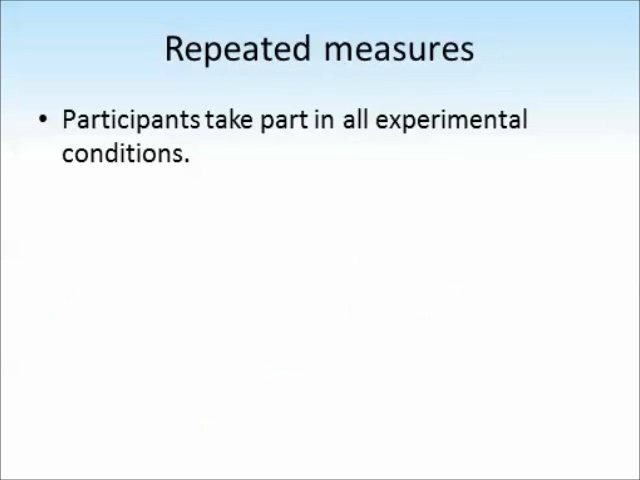 Repeated measures
• Participants take part in all experimental
conditions.